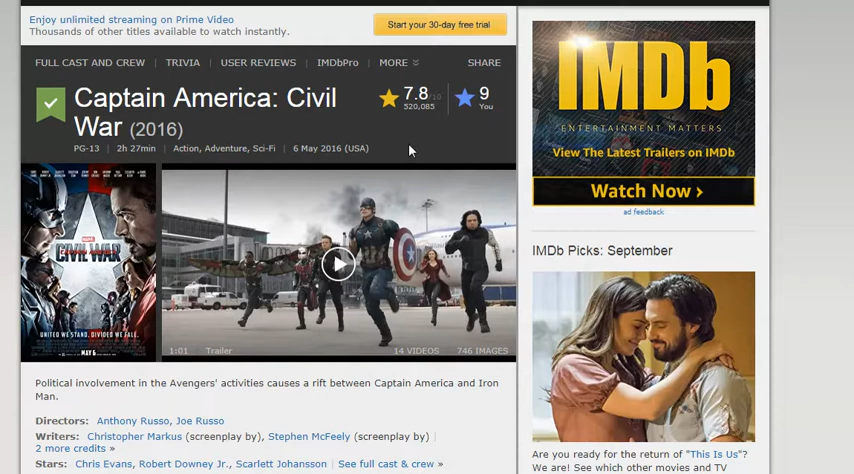 Enjoy unlimited streaming on Prime Video
Thousands of other titles available to watch instantly.
Start your 30-day free trial
FULL CAST AND CREW | TRIVIA | USER REVIEWS | IMDbPro | MORE SHARE
Captain America: Civil
War (2016)
7.8/10
520,085
9
You
PG-13 | 2h 27min | Action, Adventure, Sci-Fi | 6 May 2016 (USA)
MARVEL
CAPTAIN AMERICA
CIVIL WAR
UNITED WE STAND. DIVIDED WE FALL.
MAY 6
1:01 Trailer
14 VIDEOS 746 IMAGES
Political involvement in the Avengers' activities causes a rift between Captain America and Iron
Man.
Directors: Anthony Russo, Joe Russo
Writers: Christopher Markus (screenplay by), Stephen McFeely (screenplay by) |
2 more credits »
Stars: Chris Evans, Robert Downey Jr., Scarlett Johansson | See full cast & crew »
IMDb
ENTERTAINMENT MATTERS
View The Latest Trailers on IMDb
Watch Now ›
ad feedback
IMDb Picks: September
Are you ready for the return of "This Is Us"?
We are! See which other movies and TV